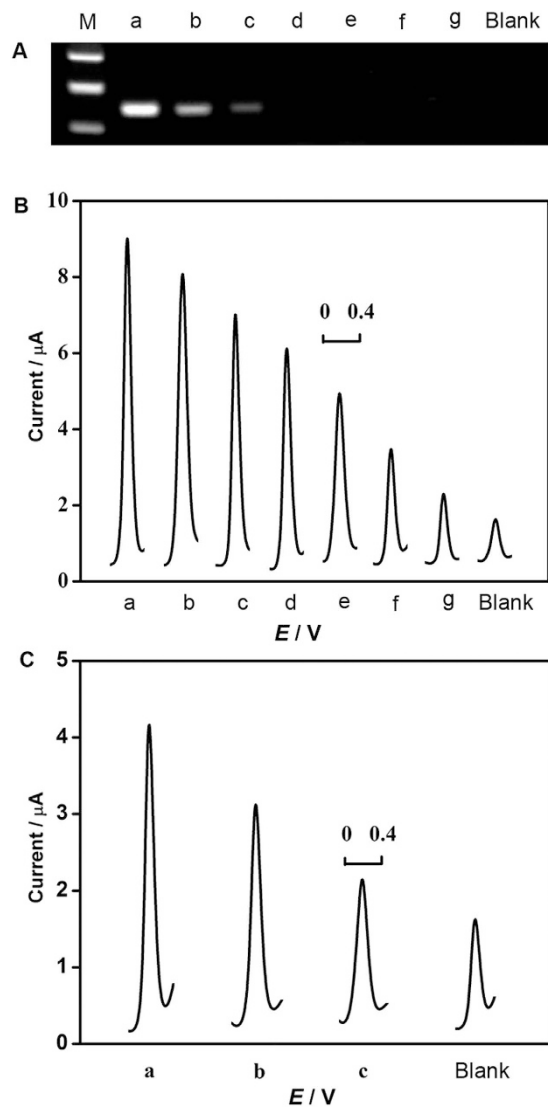 M a b c d e f g Blank
A
B
10
8
6
4
2
0
Current / μA
0 0.4
a b c d e f g Blank
E / V
C
5
4
3
2
1
0
Current / μA
0 0.4
a b c Blank
E / V